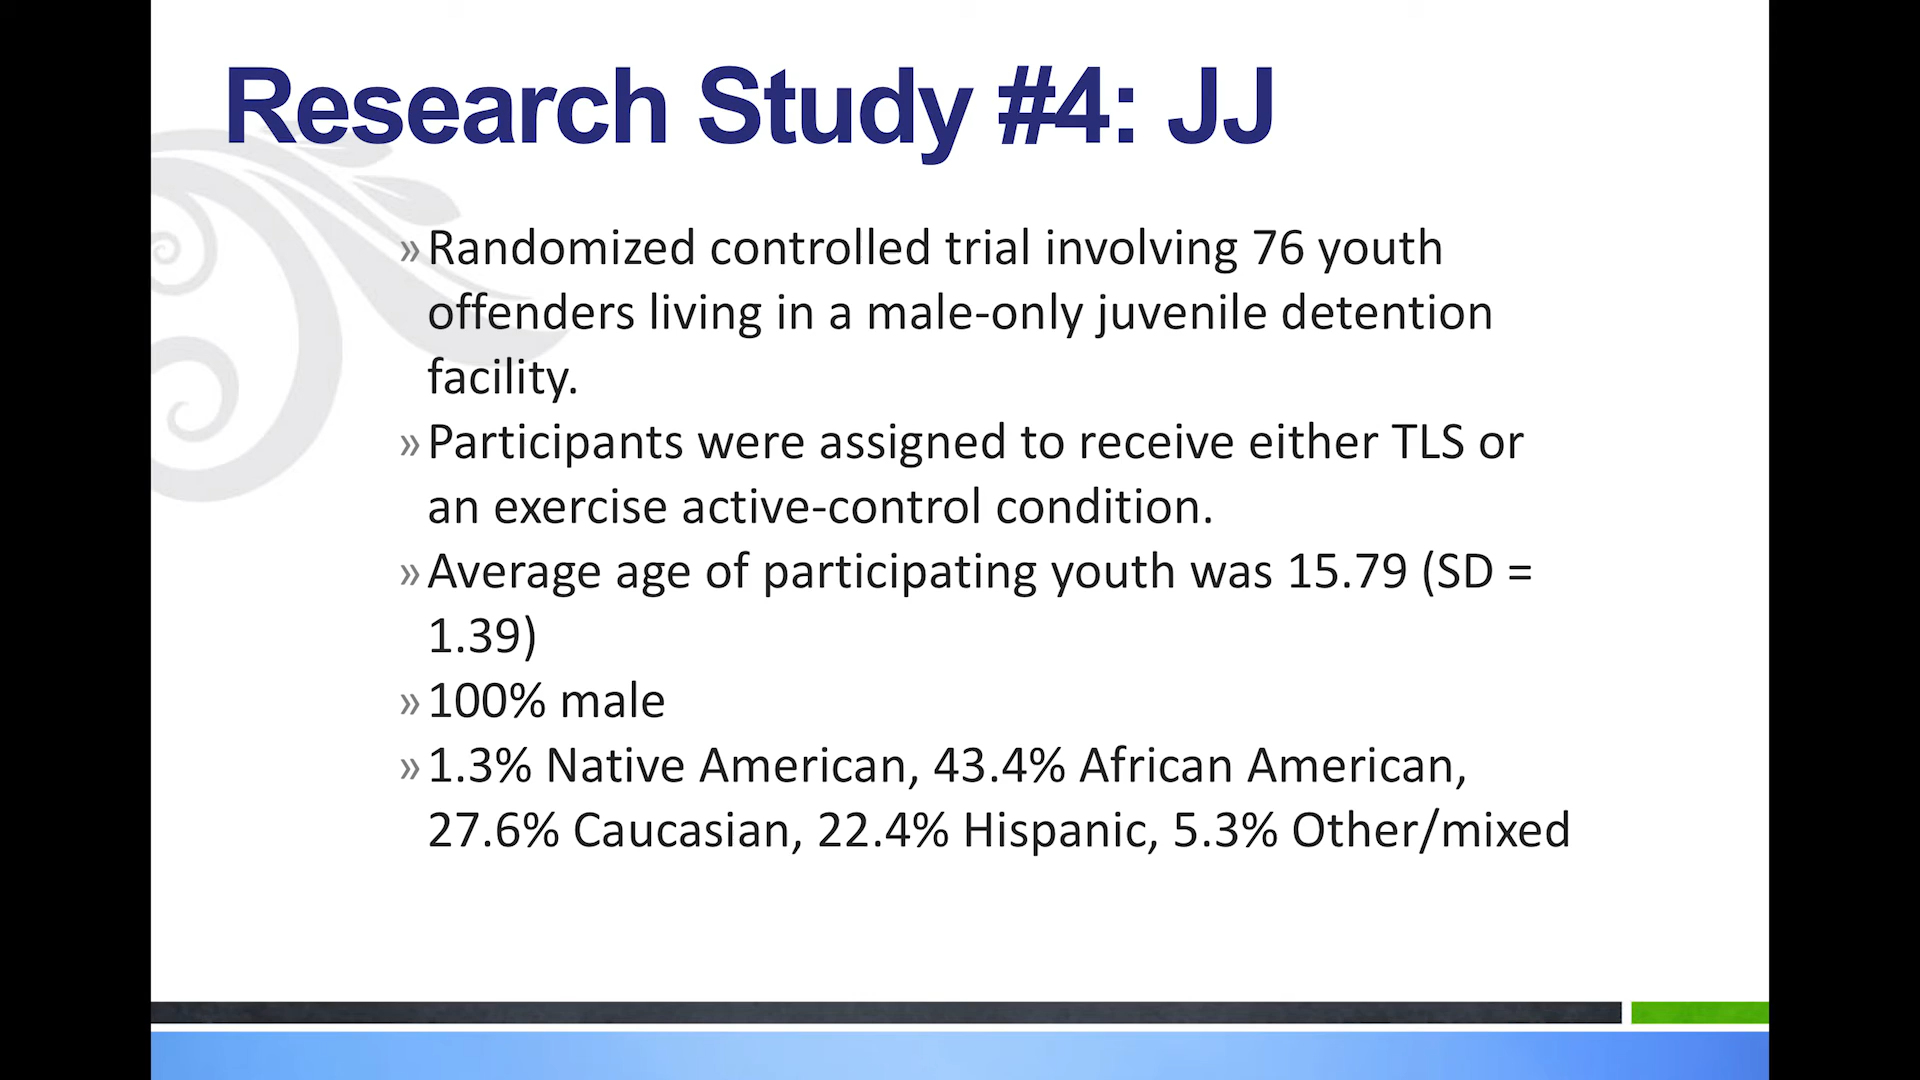 Research Study #4: JJ
» Randomized controlled trial involving 76 youth
offenders living in a male-only juvenile detention
facility.
» Participants were assigned to receive either TLS or
an exercise active-control condition.
» Average age of participating youth was 15.79 (SD =
1.39)
» 100% male
» 1.3% Native American, 43.4% African American,
27.6% Caucasian, 22.4% Hispanic, 5.3% Other/mixed